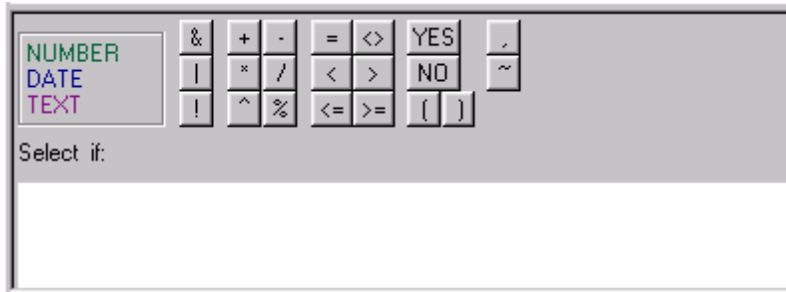 NUMBER
DATE
TEXT
& + - = <> YES ,
| * / < > NO ~
! ^ % <= >= ( )
Select if: